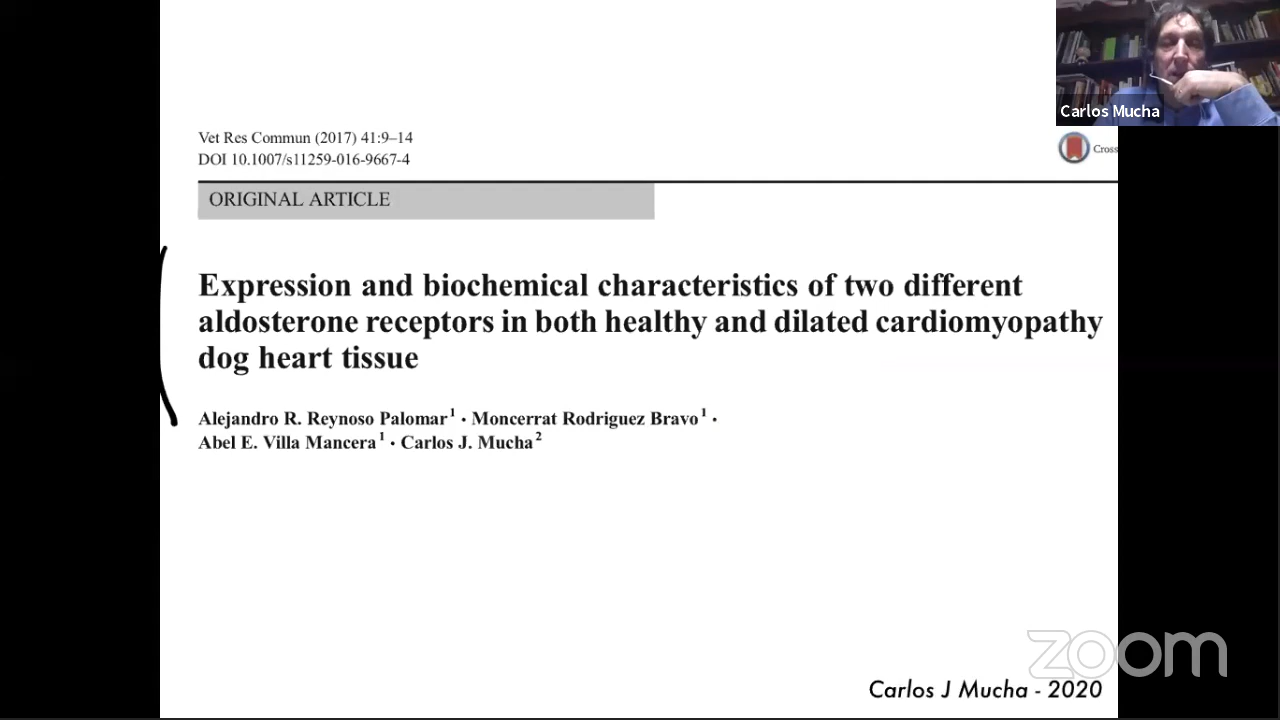 Carlos Mucha
Vet Res Commun (2017) 41:9–14
DOI 10.1007/s11259-016-9667-4
Cross
ORIGINAL ARTICLE
Expression and biochemical characteristics of two different
aldosterone receptors in both healthy and dilated cardiomyopathy
dog heart tissue
Alejandro R. Reynoso Palomar1 · Moncerrat Rodriguez Bravo1 ·
Abel E. Villa Mancera1 · Carlos J. Mucha2
zoom
Carlos J Mucha - 2020